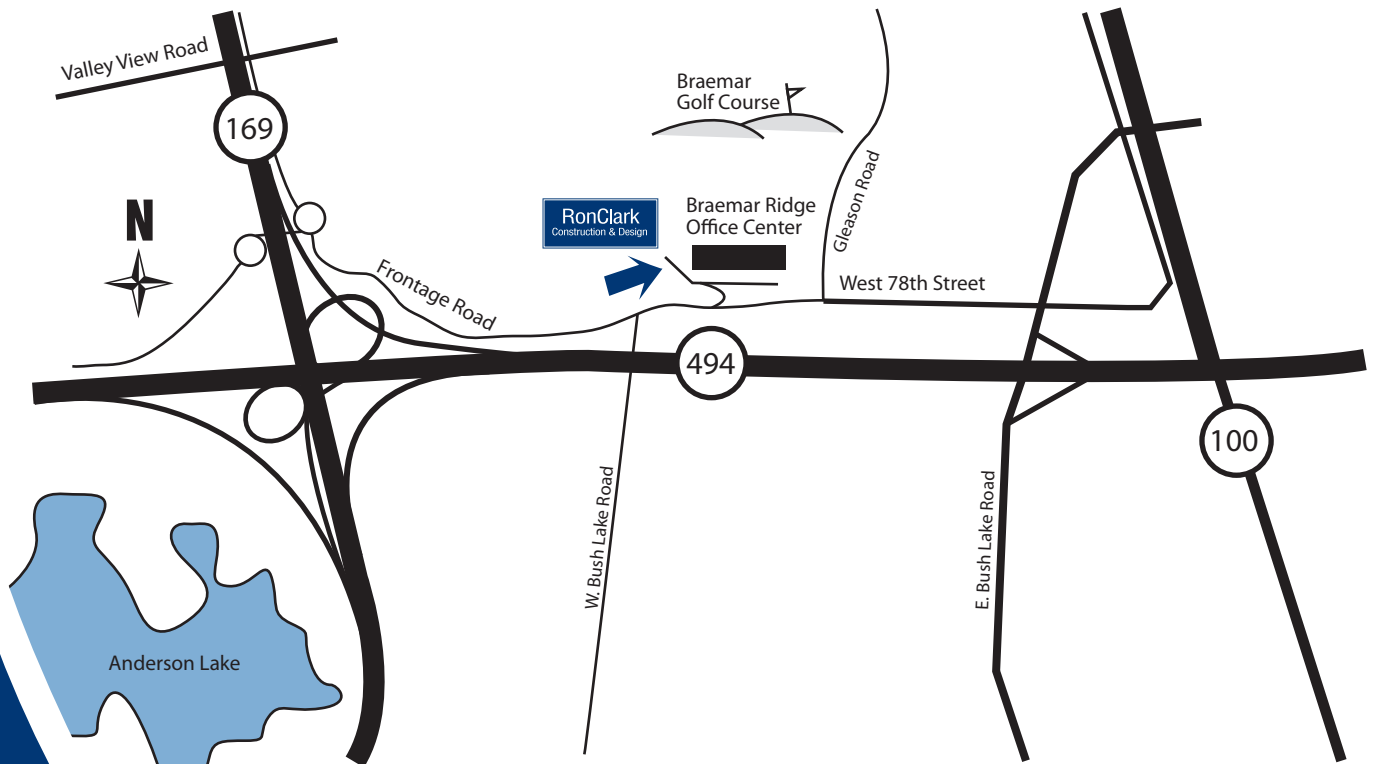 Valley View Road
169
N
Braemar
Golf Course
Gleason Road
RonClark
Construction & Design
Braemar Ridge
Office Center
Frontage Road
West 78th Street
494
100
W. Bush Lake Road
E. Bush Lake Road
Anderson Lake